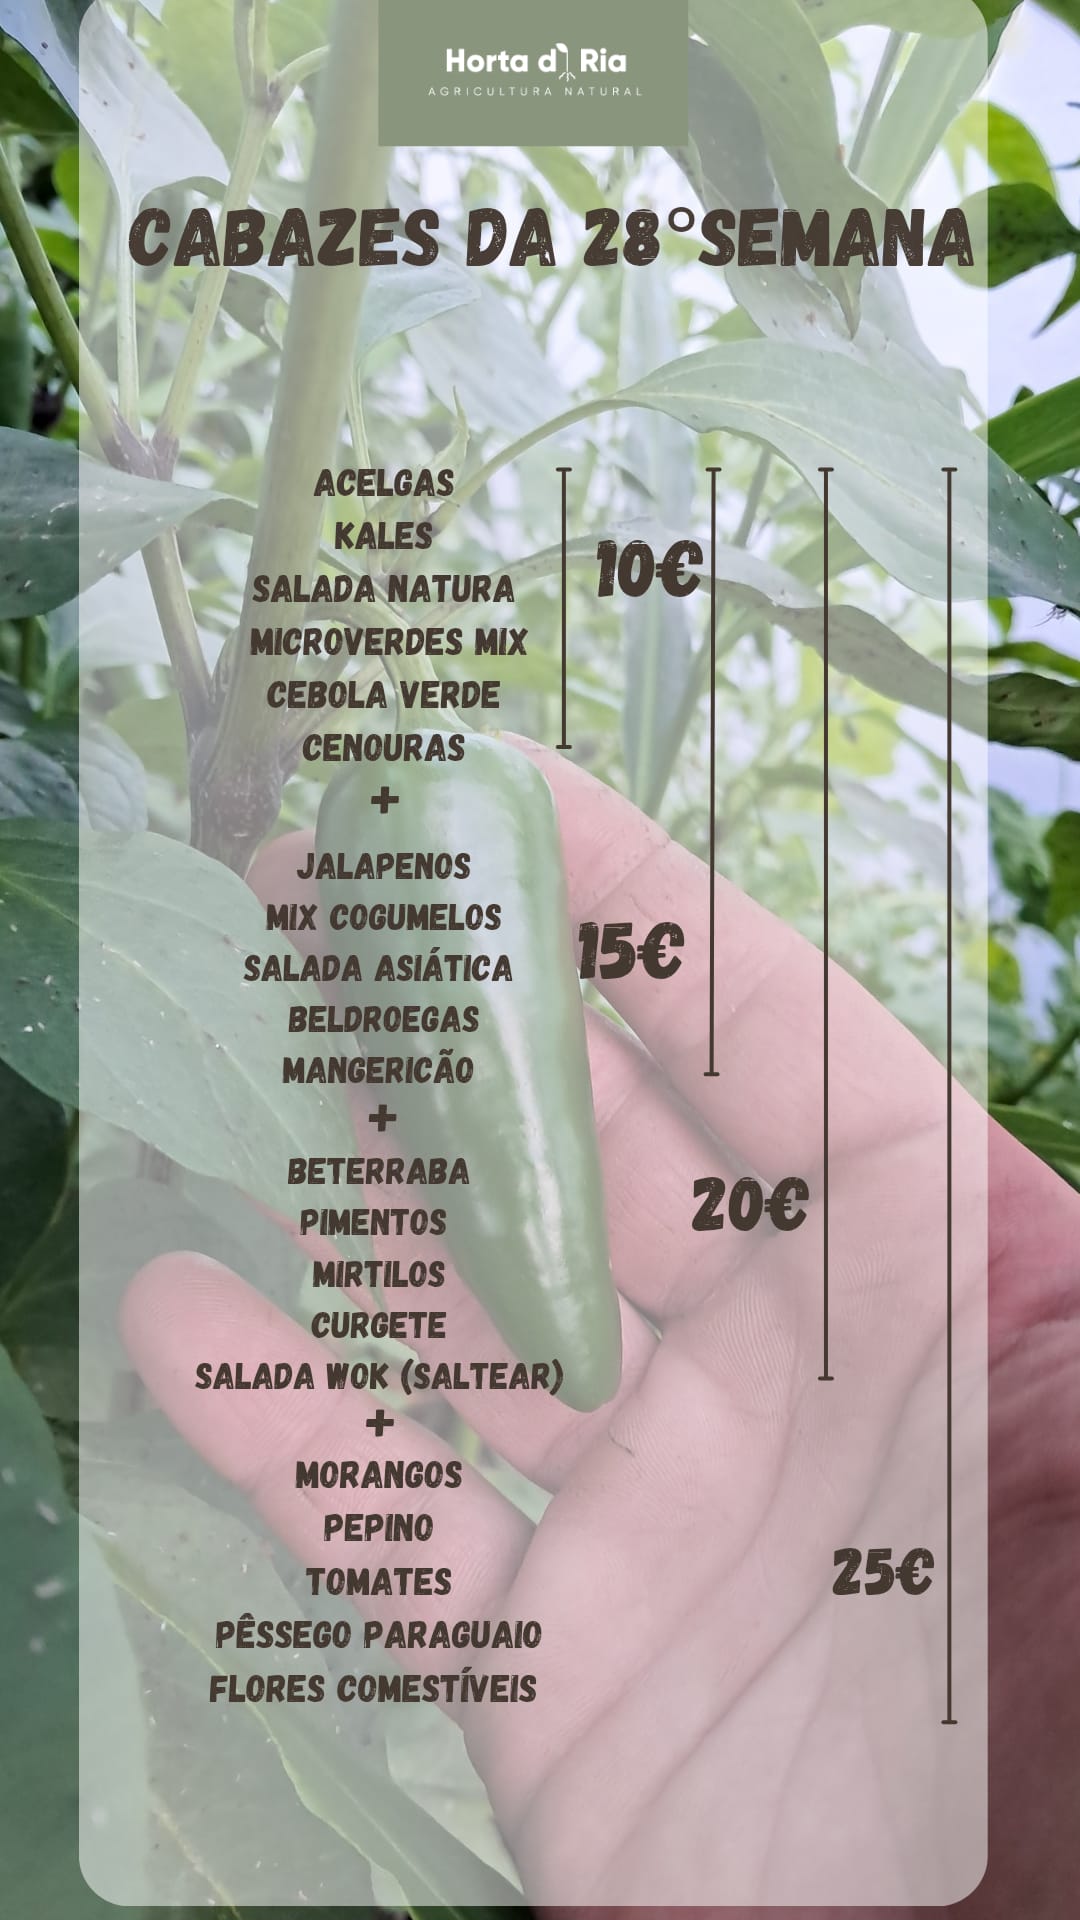 Horta d Ria
AGRICULTURA NATURAL
CABAZES DA 28ºSEMANA
ACELGAS
KALES
SALADA NATURA
MICROVERDES MIX
CEBOLA VERDE
CENOURAS
10€
+
JALAPENOS
MIX COGUMELOS
SALADA ASIÁTICA
BELDROEGAS
MANGERICÃO
15€
+
BETERRABA
PIMENTOS
MIRTILOS
CURGETE
SALADA WOK (SALTEAR)
20€
+
MORANGOS
PEPINO
TOMATES
PÊSSEGO PARAGUAIO
FLORES COMESTÍVEIS
25€